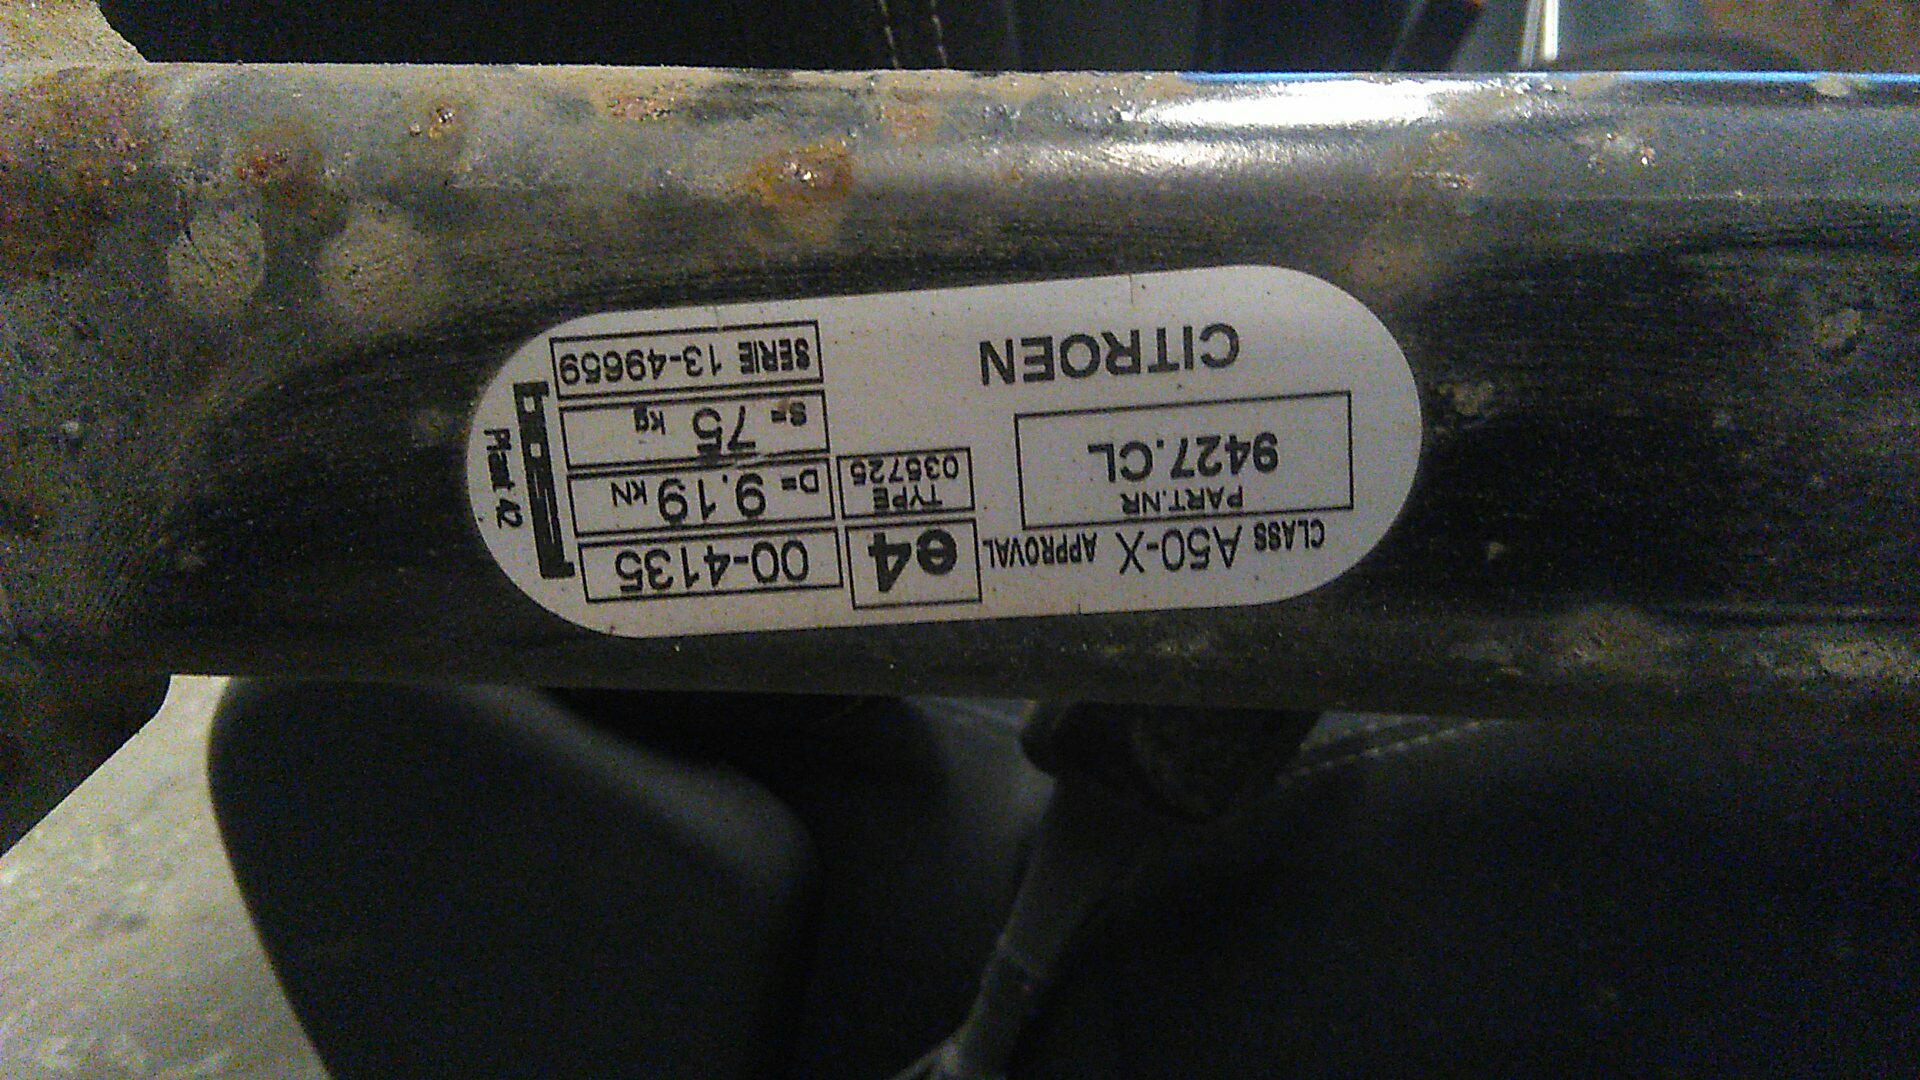 CLASS A50-X APPROVAL
e4
00-4135
PART.NR
9427.CL
TYPE
035725
D= 9.19 kN
S= 75 kg
CITROEN
SERIE 13-49659
bosal
Plant 42